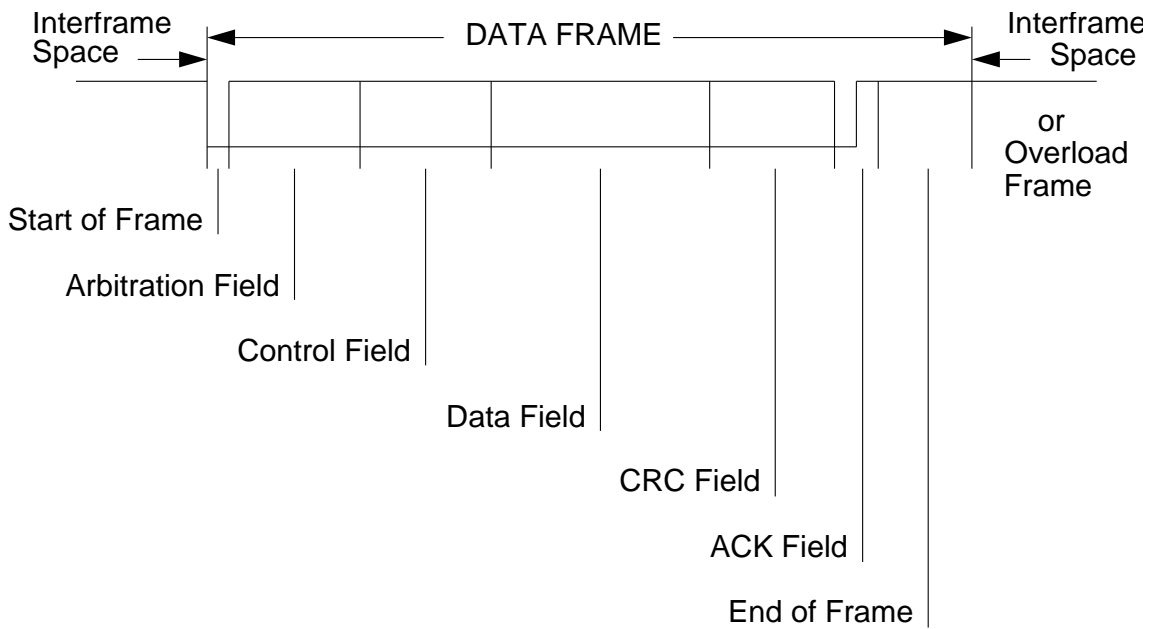 Interframe
Space
DATA FRAME
Interframe
Space
or
Overload
Frame
Start of Frame
Arbitration Field
Control Field
Data Field
CRC Field
ACK Field
End of Frame